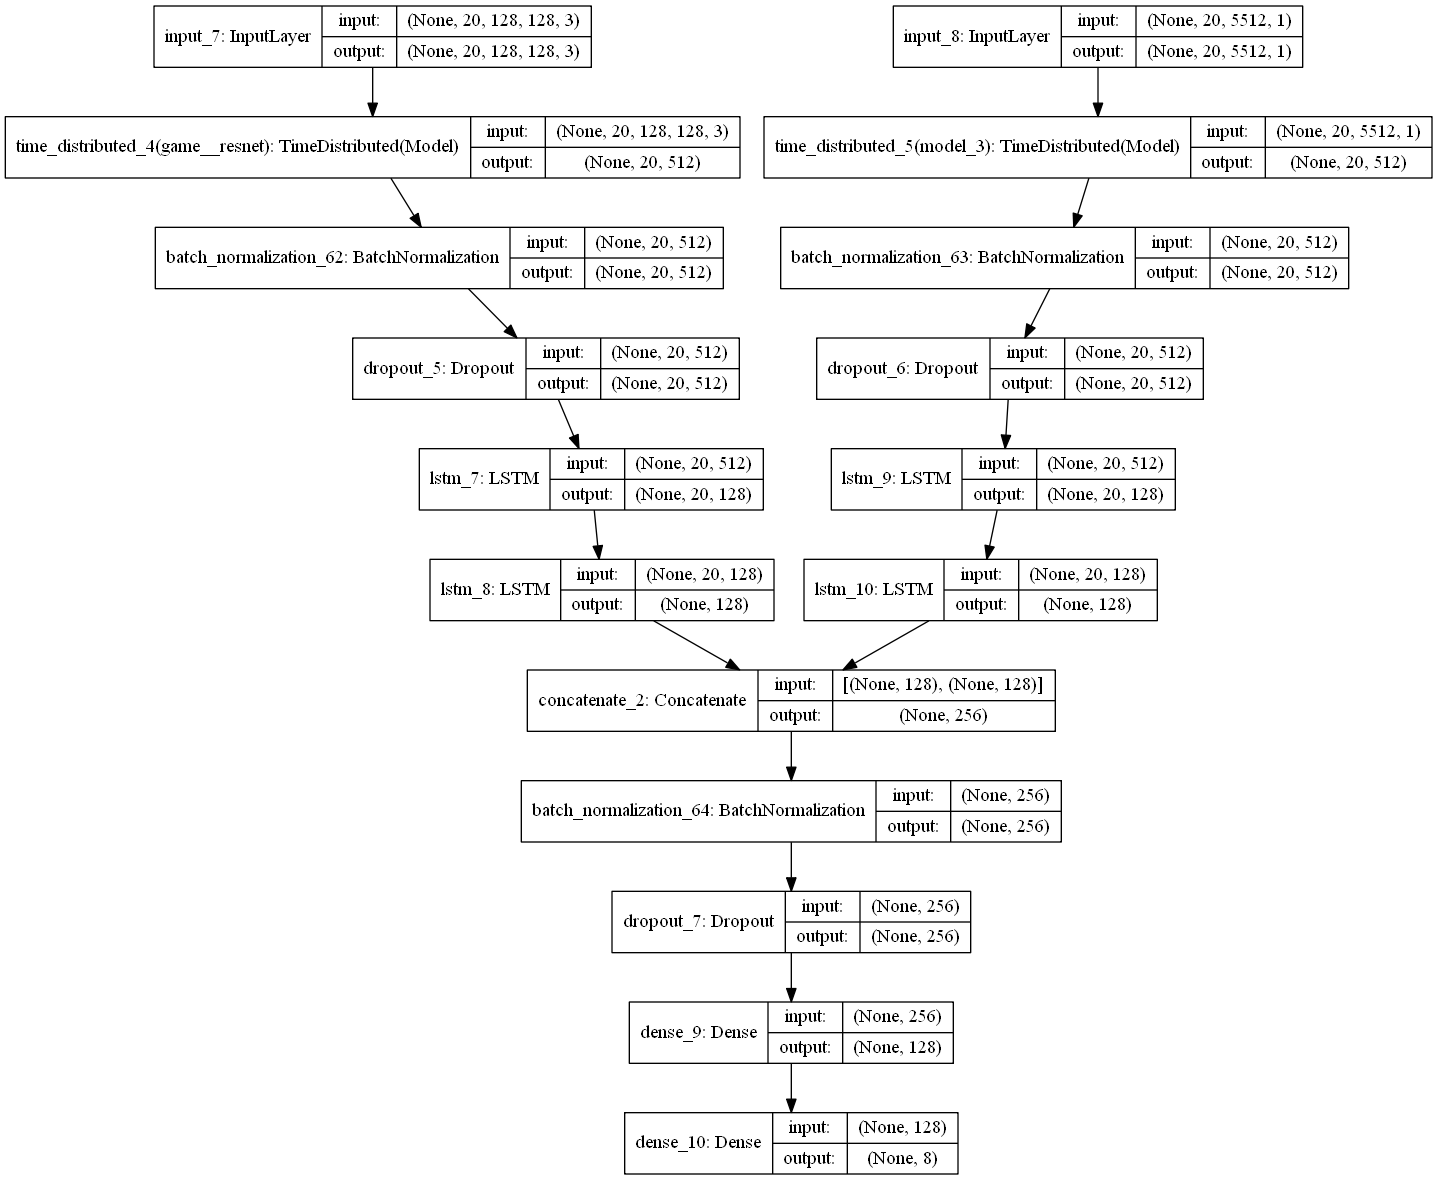 input_7: InputLayer
input: (None, 20, 128, 128, 3)
output: (None, 20, 128, 128, 3)
input_8: InputLayer
input: (None, 20, 5512, 1)
output: (None, 20, 5512, 1)
time_distributed_4(game__resnet): TimeDistributed(Model)
input: (None, 20, 128, 128, 3)
output: (None, 20, 512)
time_distributed_5(model_3): TimeDistributed(Model)
input: (None, 20, 5512, 1)
output: (None, 20, 512)
batch_normalization_62: BatchNormalization
input: (None, 20, 512)
output: (None, 20, 512)
batch_normalization_63: BatchNormalization
input: (None, 20, 512)
output: (None, 20, 512)
dropout_5: Dropout
input: (None, 20, 512)
output: (None, 20, 512)
dropout_6: Dropout
input: (None, 20, 512)
output: (None, 20, 512)
lstm_7: LSTM
input: (None, 20, 512)
output: (None, 20, 128)
lstm_9: LSTM
input: (None, 20, 512)
output: (None, 20, 128)
lstm_8: LSTM
input: (None, 20, 128)
output: (None, 128)
lstm_10: LSTM
input: (None, 20, 128)
output: (None, 128)
concatenate_2: Concatenate
input: [(None, 128), (None, 128)]
output: (None, 256)
batch_normalization_64: BatchNormalization
input: (None, 256)
output: (None, 256)
dropout_7: Dropout
input: (None, 256)
output: (None, 256)
dense_9: Dense
input: (None, 256)
output: (None, 128)
dense_10: Dense
input: (None, 128)
output: (None, 8)